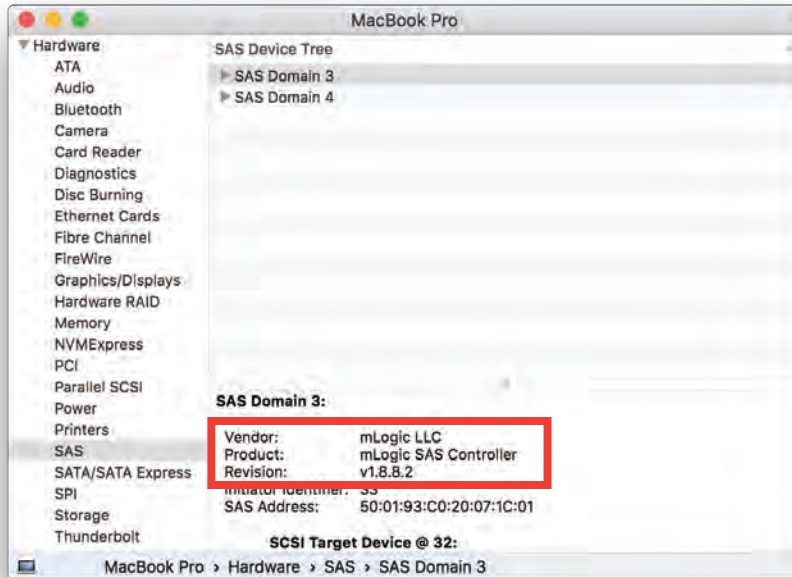 MacBook Pro
Hardware
ATA
Audio
Bluetooth
Camera
Card Reader
Diagnostics
Disc Burning
Ethernet Cards
Fibre Channel
FireWire
Graphics/Displays
Hardware RAID
Memory
NVMExpress
PCI
Parallel SCSI
Power
Printers
SAS
SATA/SATA Express
SPI
Storage
Thunderbolt
SAS Device Tree
SAS Domain 3
SAS Domain 4
SAS Domain 3:
Vendor: mLogic LLC
Product: mLogic SAS Controller
Revision: v1.8.8.2
Initiator Identifier: 33
SAS Address: 50:01:93:C0:20:07:1C:01
SCSI Target Device @ 32:
MacBook Pro › Hardware › SAS › SAS Domain 3